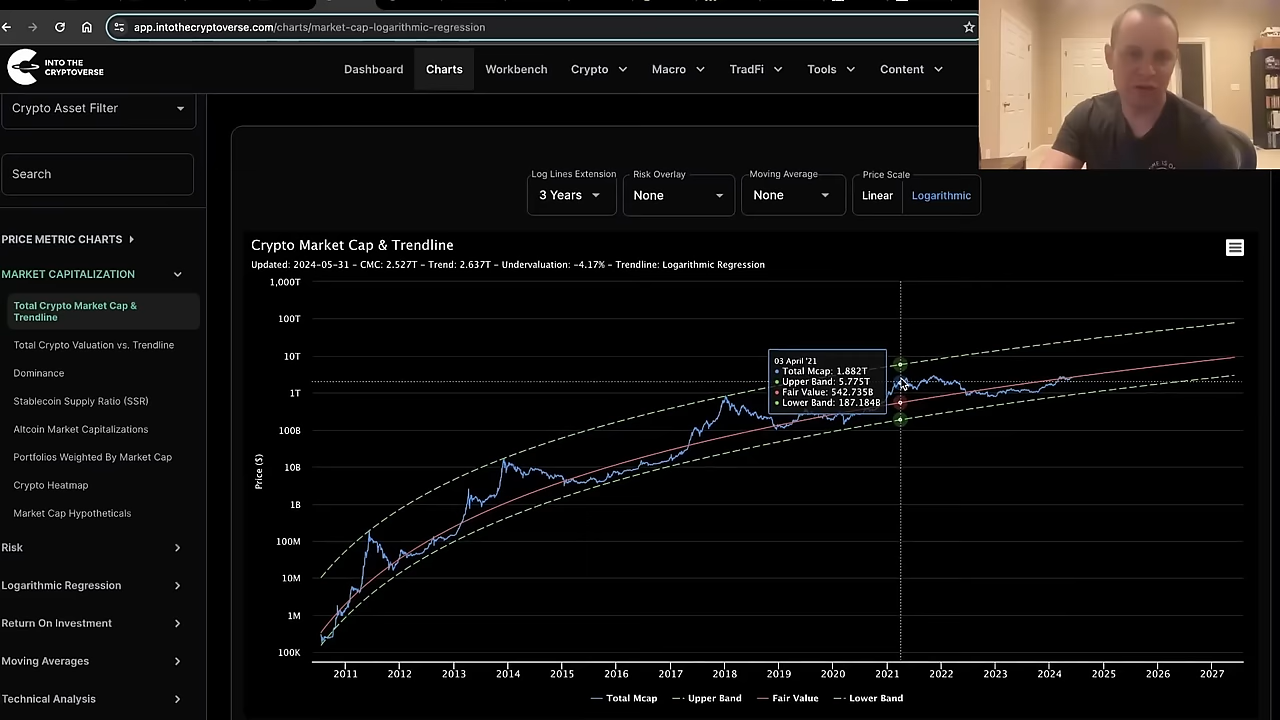 app.intothecryptoverse.com/charts/market-cap-logarithmic-regression
INTO THE
CRYPTOVERSE
Dashboard
Charts
Workbench
Crypto
Macro
TradFi
Tools
Content
Crypto Asset Filter
Search
PRICE METRIC CHARTS
MARKET CAPITALIZATION
Total Crypto Market Cap &
Trendline
Total Crypto Valuation vs. Trendline
Dominance
Stablecoin Supply Ratio (SSR)
Altcoin Market Capitalizations
Portfolios Weighted By Market Cap
Crypto Heatmap
Market Cap Hypotheticals
Risk
Logarithmic Regression
Return On Investment
Moving Averages
Technical Analysis
Log Lines Extension
3 Years
Risk Overlay
None
Moving Average
None
Price Scale
Linear
Logarithmic
Crypto Market Cap & Trendline
Updated: 2024-05-31 - CMC: 2.527T - Trend: 2.637T - Undervaluation: -4.17% - Trendline: Logarithmic Regression
1,000T
100T
10T
1T
100B
10B
1B
100M
10M
1M
100K
Price ($)
03 April '21
Total Mcap: 1.882T
Upper Band: 5.775T
Fair Value: 542.735B
Lower Band: 187.184B
2011
2012
2013
2014
2015
2016
2017
2018
2019
2020
2021
2022
2023
2024
2025
2026
2027
Total Mcap
Upper Band
Fair Value
Lower Band